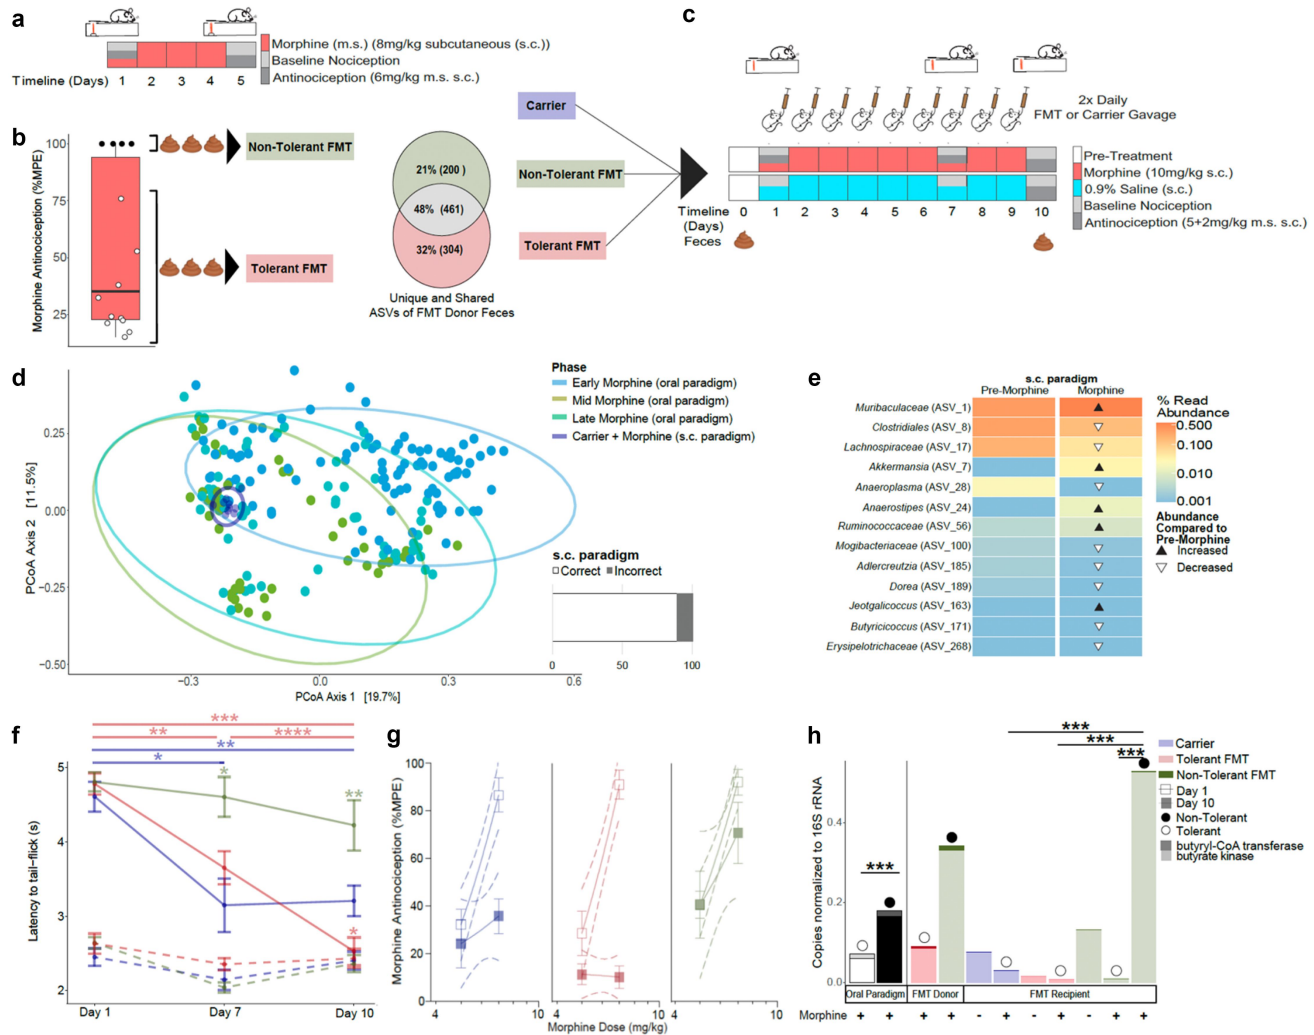 a
Morphine (m.s.) (8mg/kg subcutaneous (s.c.))
Baseline Nociception
Antinociception (6mg/kg m.s. s.c.)
Timeline (Days) 1 2 3 4 5
b
Morphine Antinociception (%MPE)
100
75
50
25
Non-Tolerant FMT
Tolerant FMT
21% (200 )
48% (461)
32% (304)
Unique and Shared
ASVs of FMT Donor Feces
c
Carrier
Non-Tolerant FMT
Tolerant FMT
2x Daily
FMT or Carrier Gavage
Pre-Treatment
Morphine (10mg/kg s.c.)
0.9% Saline (s.c.)
Baseline Nociception
Antinociception (5+2mg/kg m.s. s.c.)
Timeline
(Days)
0 1 2 3 4 5 6 7 8 9 10
Feces
d
PCoA Axis 2 [11.5%]
0.25
0.00
−0.25
−0.50
−0.3 0.0 0.3 0.6
PCoA Axis 1 [19.7%]
Phase
Early Morphine (oral paradigm)
Mid Morphine (oral paradigm)
Late Morphine (oral paradigm)
Carrier + Morphine (s.c. paradigm)
s.c. paradigm
Correct Incorrect
0 50 100
e
s.c. paradigm
Pre-Morphine Morphine
Muribaculaceae (ASV_1)
Clostridiales (ASV_8)
Lachnospiraceae (ASV_17)
Akkermansia (ASV_7)
Anaeroplasma (ASV_28)
Anaerostipes (ASV_24)
Ruminococcaceae (ASV_56)
Mogibacteriaceae (ASV_100)
Adlercreutzia (ASV_185)
Dorea (ASV_189)
Jeotgalicoccus (ASV_163)
Butyricicoccus (ASV_171)
Erysipelotrichaceae (ASV_268)
% Read
Abundance
0.500
0.100
0.010
0.001
Abundance
Compared to
Pre-Morphine
Increased
Decreased
f
***
** ****
**
*
*
**
*
Latency to tail-flick (s)
5
4
3
2
Day 1 Day 7 Day 10
g
Morphine Antinociception (%MPE)
100
80
60
40
20
0
4 10 4 10 4 10
Morphine Dose (mg/kg)
h
***
***
***
***
Copies normalized to 16S rRNA
0.4
0.2
0.0
Oral Paradigm FMT Donor FMT Recipient
Morphine + + + + - + - + - + +
Carrier
Tolerant FMT
Non-Tolerant FMT
Day 1
Day 10
Non-Tolerant
Tolerant
butyryl-CoA transferase
butyrate kinase